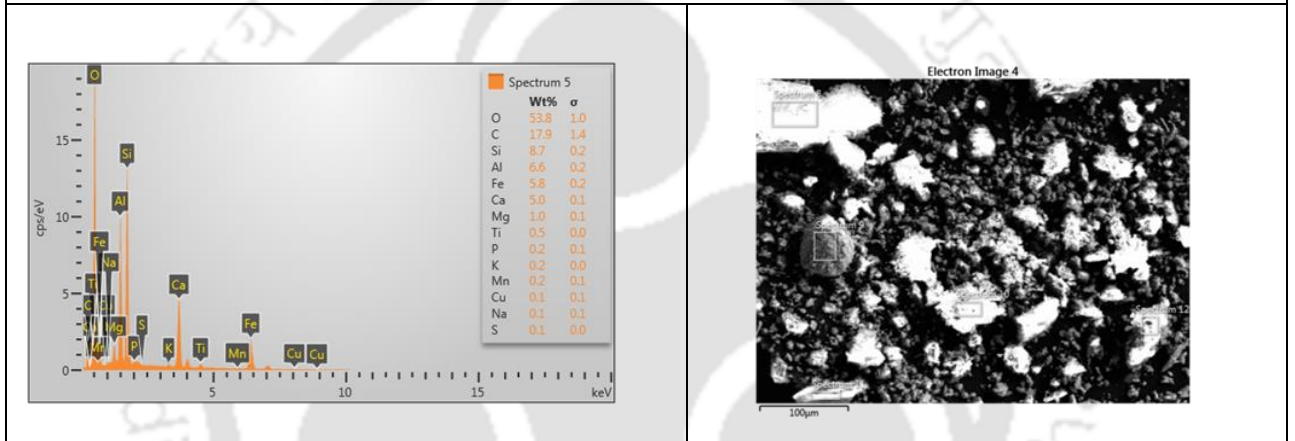 Spectrum 5
Wt% σ
O 53.8 1.0
C 17.9 1.4
Si 8.7 0.2
Al 6.6 0.2
Fe 5.8 0.2
Ca 5.0 0.1
Mg 1.0 0.1
Ti 0.5 0.0
P 0.2 0.1
K 0.2 0.0
Mn 0.2 0.1
Cu 0.1 0.1
Na 0.1 0.1
S 0.1 0.0
cps/eV
15
10
5
0
O
Si
Al
Fe
Na
Ca
Mg
S
P
K
Ti
Mn
Fe
Cu
Cu
5
10
15
keV
Electron Image 4
Spectrum
Spectrum
Spectrum 12
100µm